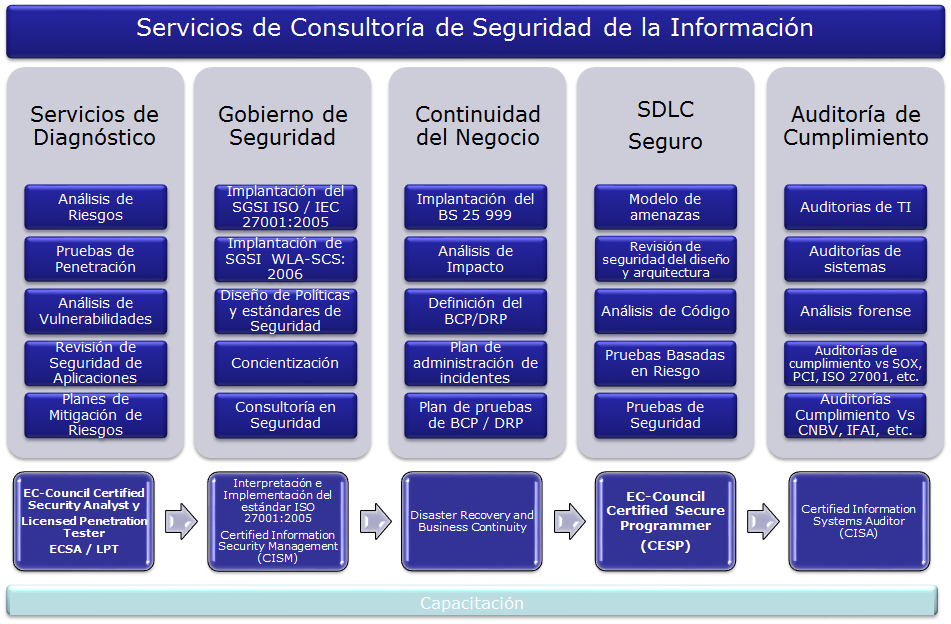 Servicios de Consultoría de Seguridad de la Información
Servicios de
Diagnóstico
Análisis de
Riesgos
Pruebas de
Penetración
Análisis de
Vulnerabilidades
Revisión de
Seguridad de
Aplicaciones
Planes de
Mitigación de
Riesgos
Gobierno de
Seguridad
Implantación del
SGSI ISO / IEC
27001:2005
Implantación de
SGSI WLA-SCS:
2006
Diseño de Políticas
y estándares de
Seguridad
Concientización
Consultoría en
Seguridad
Continuidad
del Negocio
Implantación del
BS 25 999
Análisis de
Impacto
Definición del
BCP/DRP
Plan de
administración de
incidentes
Plan de pruebas
de BCP / DRP
SDLC
Seguro
Modelo de
amenazas
Revisión de
seguridad del diseño
y arquitectura
Análisis de Código
Pruebas Basadas
en Riesgo
Pruebas de
Seguridad
Auditoría de
Cumplimiento
Auditorias de TI
Auditorías de
sistemas
Análisis forense
Auditorías de
cumplimiento vs SOX,
PCI, ISO 27001, etc.
Auditorías
Cumplimiento Vs
CNBV, IFAI, etc.
EC-Council Certified
Security Analyst y
Licensed Penetration
Tester
ECSA / LPT
Interpretación e
Implementación del
estándar ISO
27001:2005
Certified Information
Security Management
(CISM)
Disaster Recovery and
Business Continuity
EC-Council
Certified Secure
Programmer
(CESP)
Certified Information
Systems Auditor
(CISA)
Capacitación